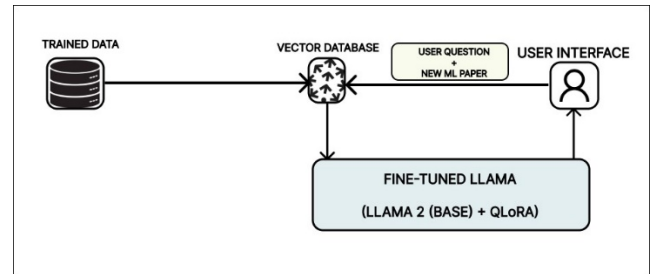 TRAINED DATA
VECTOR DATABASE
USER QUESTION
+
NEW ML PAPER
USER INTERFACE
FINE-TUNED LLAMA
(LLAMA 2 (BASE) + QLoRA)